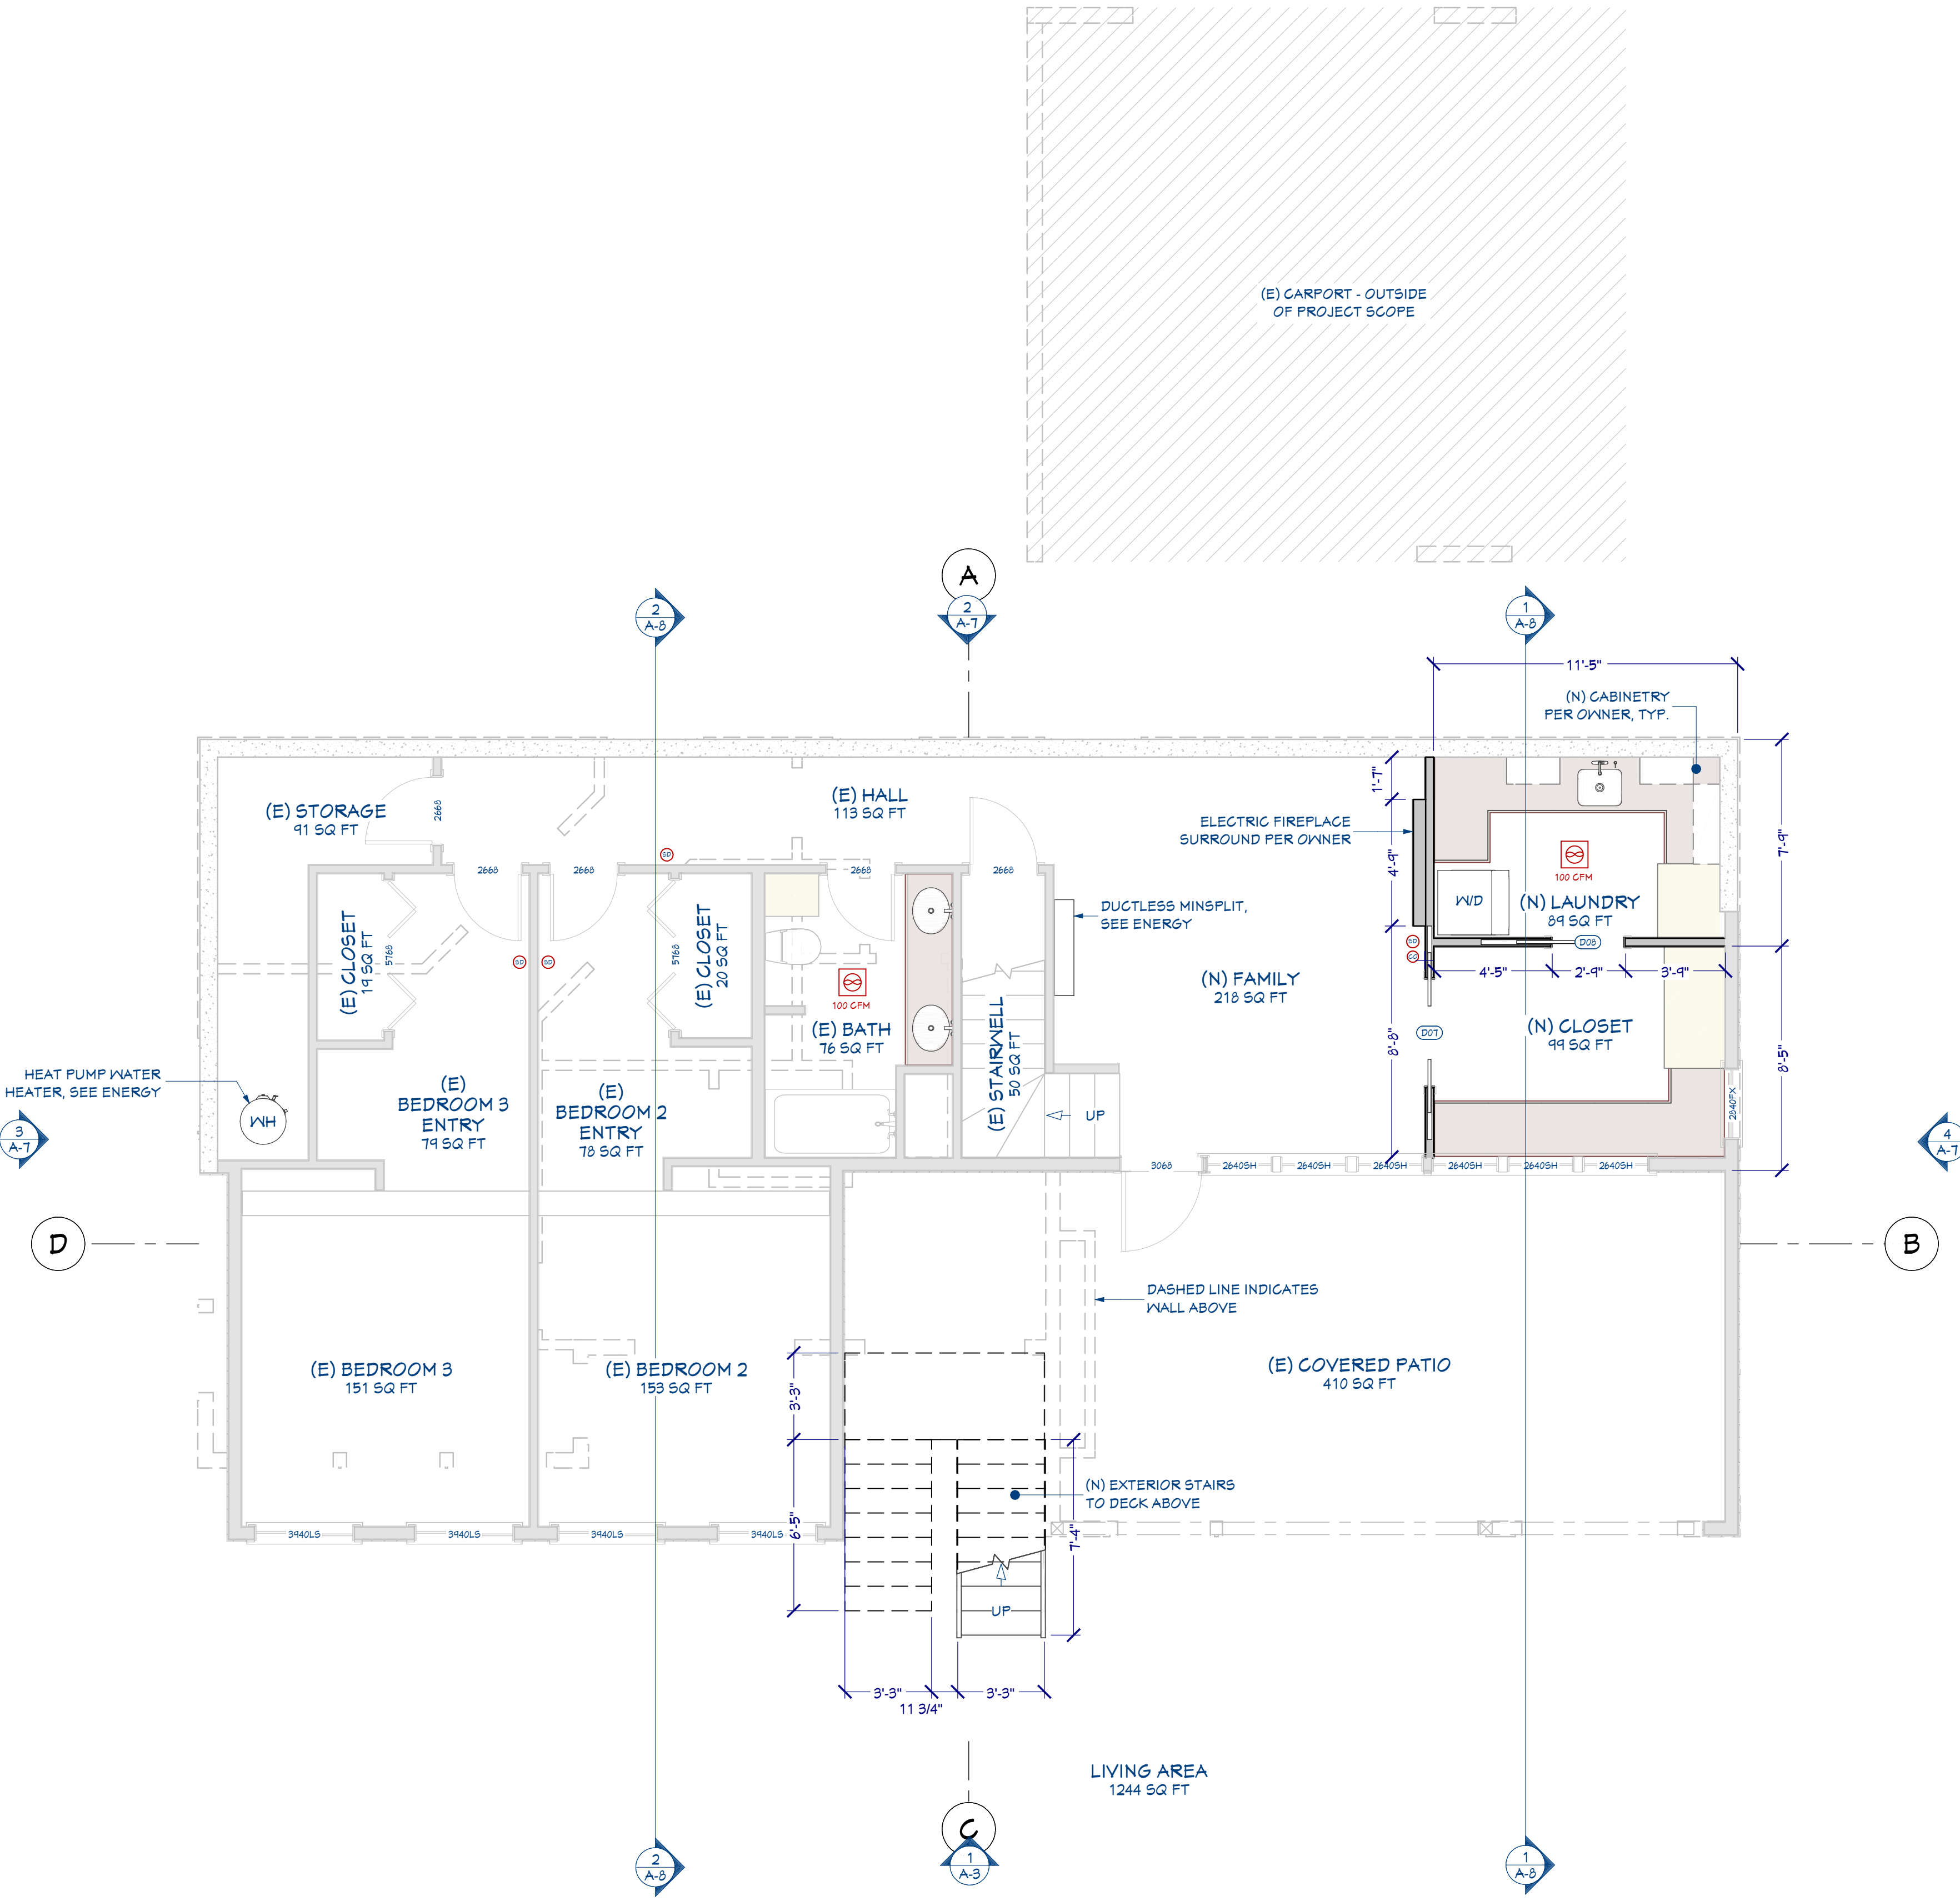 (E) CARPORT - OUTSIDE
OF PROJECT SCOPE
A
2
A-7
2
A-8
1
A-8
11'-5"
(N) CABINETRY
PER OWNER, TYP.
(E) STORAGE
91 SQ FT
2668
(E) HALL
113 SQ FT
1'-7"
ELECTRIC FIREPLACE
SURROUND PER OWNER
4'-9"
7'-9"
SD
2668
2668
2668
2668
100 CFM
W/D
(N) LAUNDRY
89 SQ FT
DUCTLESS MINSPLIT,
SEE ENERGY
(E) CLOSET
19 SQ FT
5768
SD
SD
5768
(E) CLOSET
20 SQ FT
SD
CO
D08
4'-5"
2'-9"
3'-9"
(N) FAMILY
218 SQ FT
100 CFM
(E) BATH
76 SQ FT
(E) STAIRWELL
50 SQ FT
D07
8'-8"
(N) CLOSET
99 SQ FT
8'-5"
HEAT PUMP WATER
HEATER, SEE ENERGY
WH
(E)
BEDROOM 3
ENTRY
79 SQ FT
(E)
BEDROOM 2
ENTRY
78 SQ FT
UP
2840FX
3
A-7
4
A-7
3068
2640SH
2640SH
2640SH
2640SH
2640SH
2640SH
D
B
DASHED LINE INDICATES
WALL ABOVE
(E) BEDROOM 3
151 SQ FT
(E) BEDROOM 2
153 SQ FT
3'-3"
(E) COVERED PATIO
410 SQ FT
(N) EXTERIOR STAIRS
TO DECK ABOVE
3940LS
3940LS
3940LS
3940LS
6'-5"
7'-4"
UP
3'-3"
11 3/4"
3'-3"
LIVING AREA
1244 SQ FT
C
1
A-3
2
A-8
1
A-8